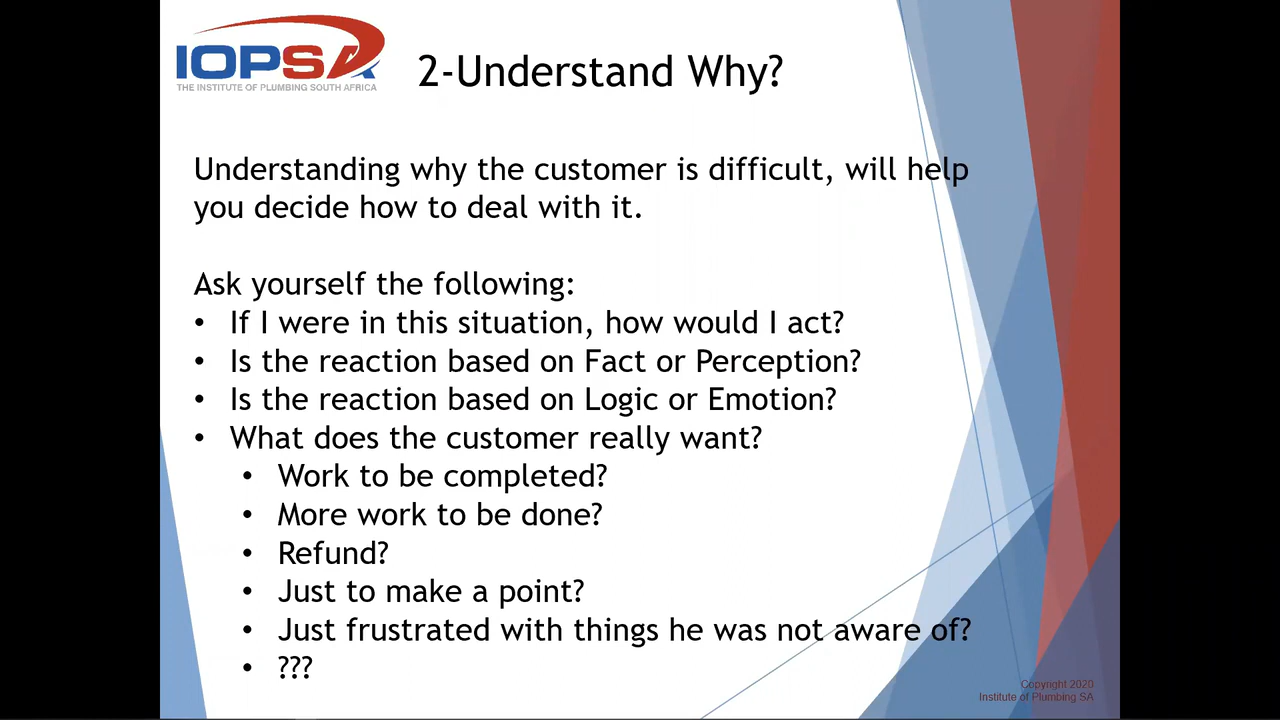 IOPSA
THE INSTITUTE OF PLUMBING SOUTH AFRICA
2-Understand Why?
Understanding why the customer is difficult, will help
you decide how to deal with it.
Ask yourself the following:
• If I were in this situation, how would I act?
• Is the reaction based on Fact or Perception?
• Is the reaction based on Logic or Emotion?
• What does the customer really want?
• Work to be completed?
• More work to be done?
• Refund?
• Just to make a point?
• Just frustrated with things he was not aware of?
• ???
Copyright 2020
Institute of Plumbing SA